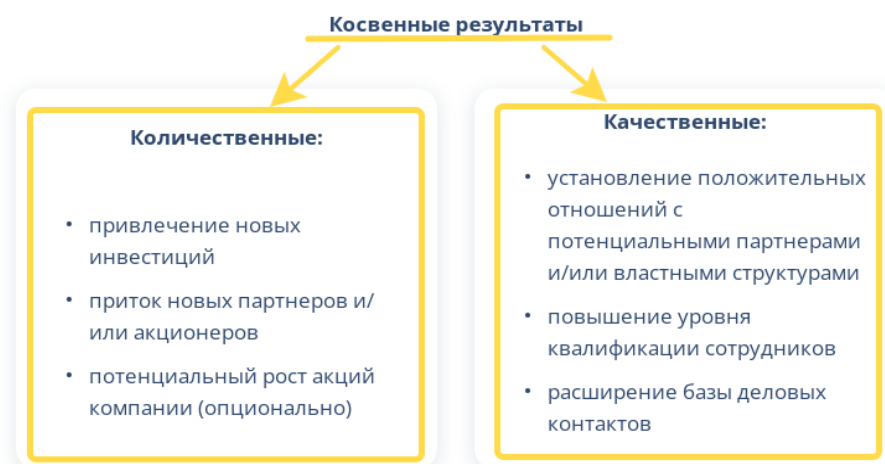 Косвенные результаты
Количественные:
• привлечение новых
инвестиций
• приток новых партнеров и/
или акционеров
• потенциальный рост акций
компании (опционально)
Качественные:
• установление положительных
отношений с
потенциальными партнерами
и/или властными структурами
• повышение уровня
квалификации сотрудников
• расширение базы деловых
контактов